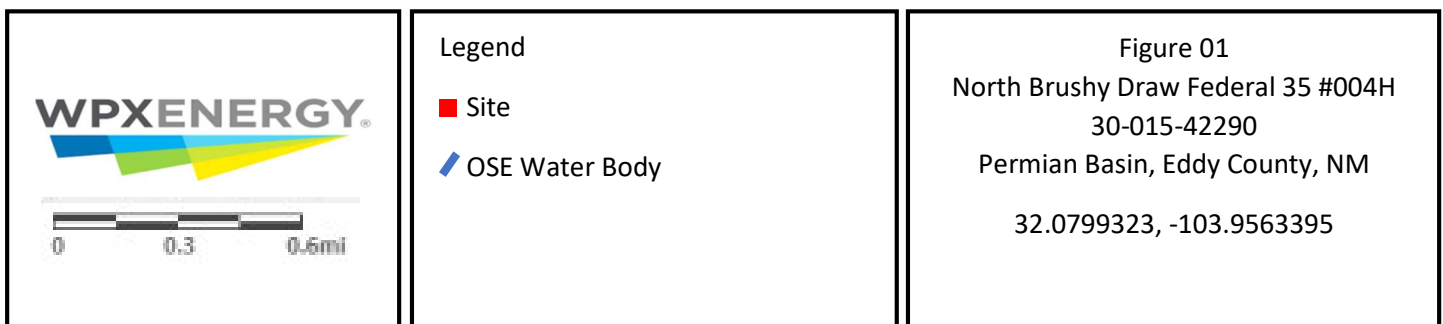 WPXENERGY®
0 0.3 0.6mi
Legend
Site
OSE Water Body
Figure 01
North Brushy Draw Federal 35 #004H
30-015-42290
Permian Basin, Eddy County, NM
32.0799323, -103.9563395